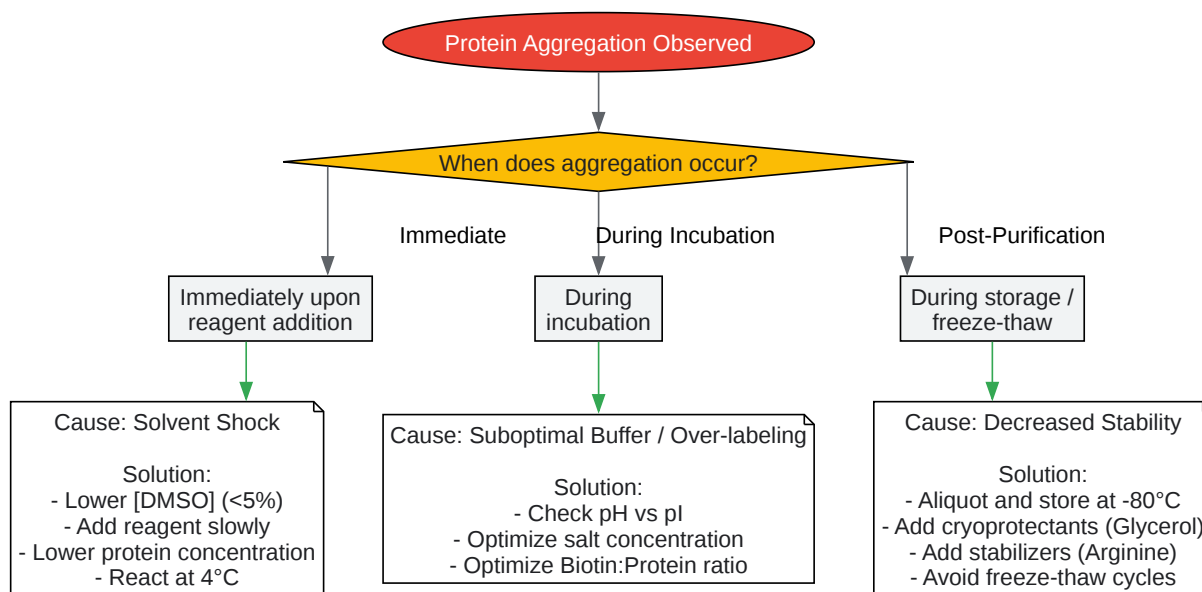 Protein Aggregation Observed
When does aggregation occur?
Immediate
During Incubation
Post-Purification
Immediately upon
reagent addition
During
incubation
During storage /
freeze-thaw
Cause: Solvent Shock
Solution:
- Lower [DMSO] (<5%)
- Add reagent slowly
- Lower protein concentration
- React at 4°C
Cause: Suboptimal Buffer / Over-labeling
Solution:
- Check pH vs pI
- Optimize salt concentration
- Optimize Biotin:Protein ratio
Cause: Decreased Stability
Solution:
- Aliquot and store at -80°C
- Add cryoprotectants (Glycerol)
- Add stabilizers (Arginine)
- Avoid freeze-thaw cycles